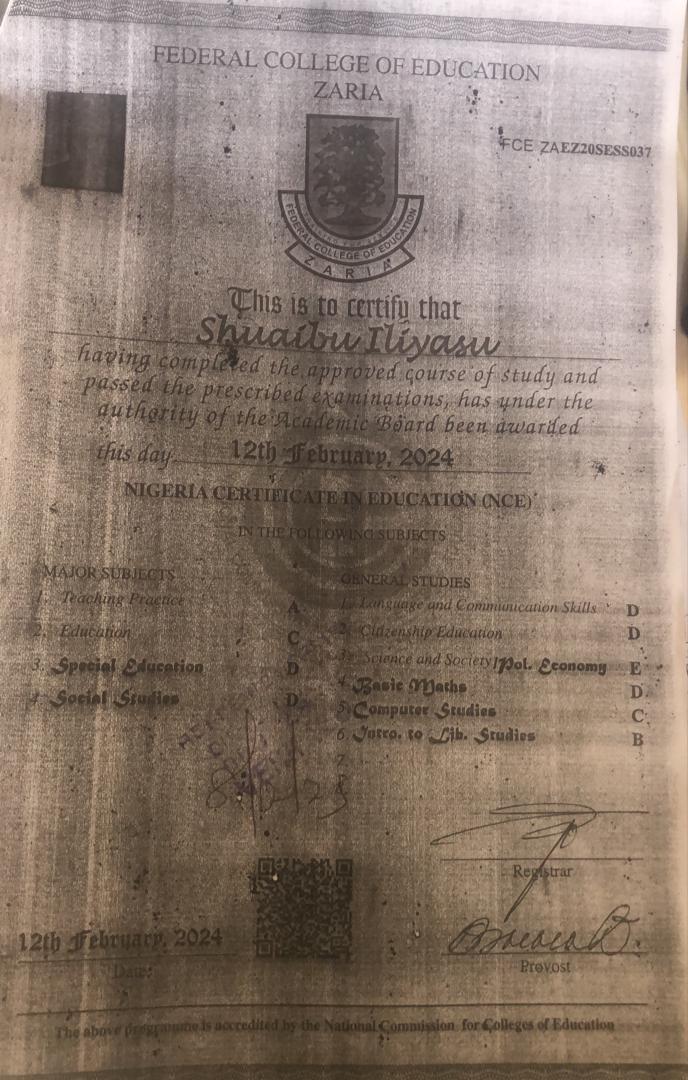 FEDERAL COLLEGE OF EDUCATION
ZARIA
FCE ZAEZ20SESS037
FEDERAL COLLEGE OF EDUCATION
ZARIA
This is to certify that
Shuaibu Iliyasu
having completed the approved course of study and
passed the prescribed examinations, has under the
authority of the Academic Board been awarded
this day 12th February, 2024
NIGERIA CERTIFICATE IN EDUCATION (NCE)
IN THE FOLLOWING SUBJECTS
MAJOR SUBJECTS
1. Teaching Practice A
2. Education C
3. Special Education D
4 Social Studies D
GENERAL STUDIES
1. Language and Communication Skills D
2 Citizenship Education D
3. Science and Society/Pol. Economy E
4 Basic Maths D
5 Computer Studies C
6 Intro. to Lib. Studies B
7
8
Registrar
12th February, 2024
Date:
Provost
The above programme is accredited by the National Commission for Colleges of Education